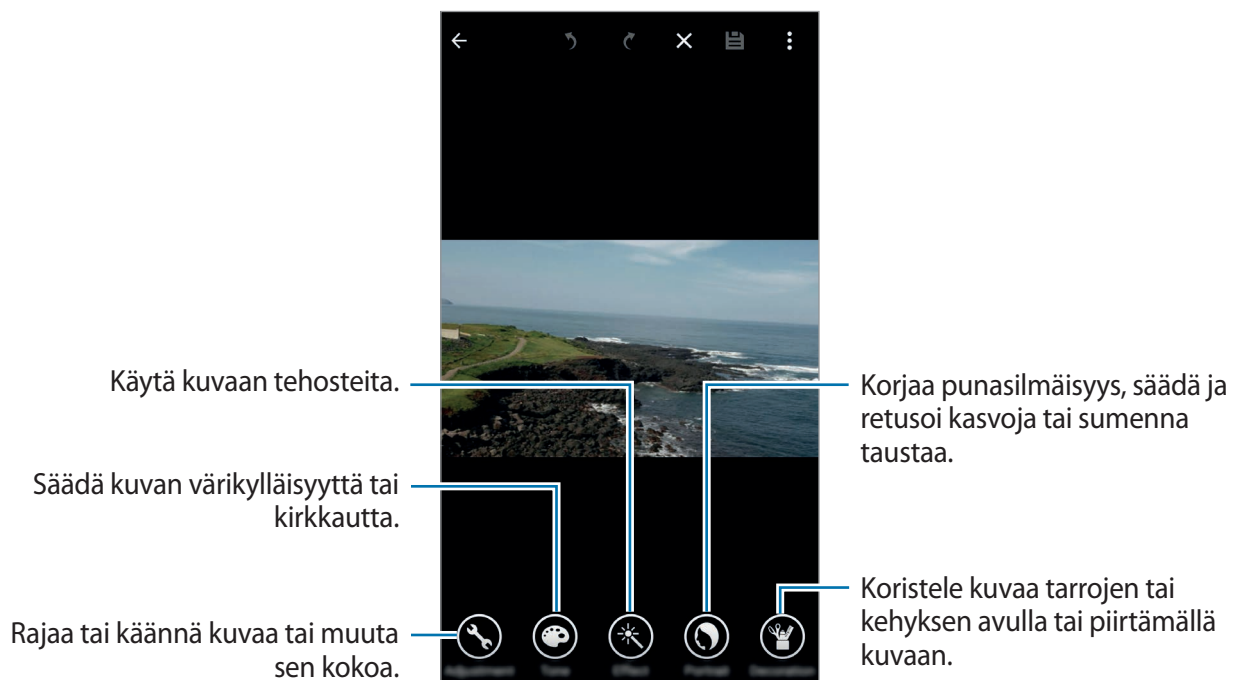 Käytä kuvaan tehosteita.
Säädä kuvan värikylläisyyttä tai
kirkkautta.
Rajaa tai käännä kuvaa tai muuta
sen kokoa.
Korjaa punasilmäisyys, säädä ja
retusoi kasvoja tai sumenna
taustaa.
Koristele kuvaa tarrojen tai
kehyksen avulla tai piirtämällä
kuvaan.